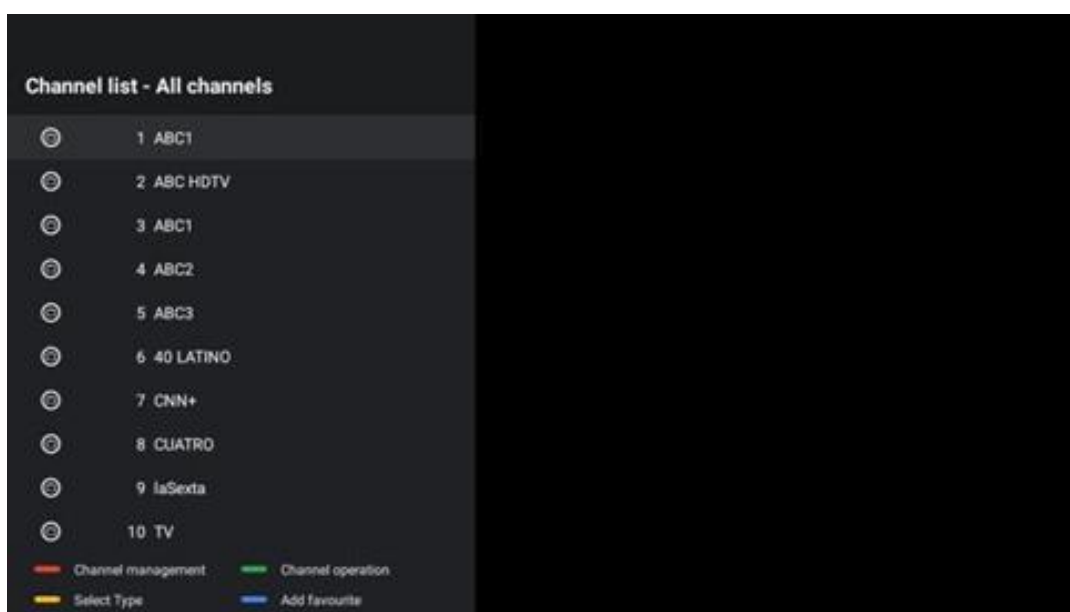 Channel list - All channels
1 ABC1
2 ABC HDTV
3 ABC1
4 ABC2
5 ABC3
6 40 LATINO
7 CNN+
8 CUATRO
9 laSexta
10 TV
Channel management Channel operation
Select Type Add favourite